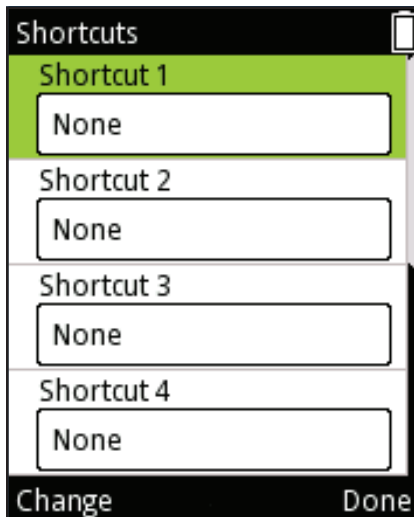 Shortcuts
Shortcut 1
None
Shortcut 2
None
Shortcut 3
None
Shortcut 4
None
Change Done